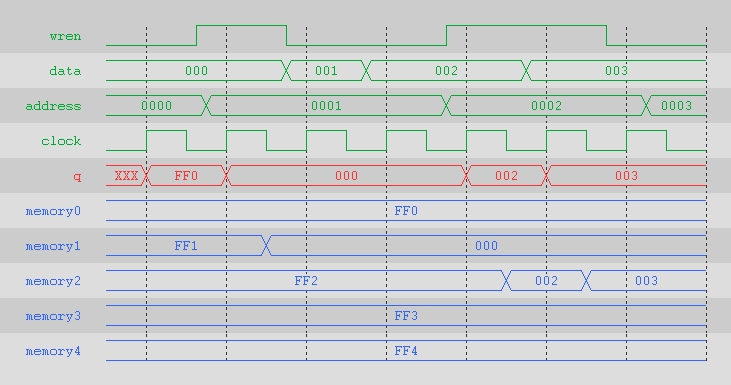 wren
data 000 001 002 003
address 0000 0001 0002 0003
clock
q XXX FF0 000 002 003
memory0 FF0
memory1 FF1 000
memory2 FF2 002 003
memory3 FF3
memory4 FF4